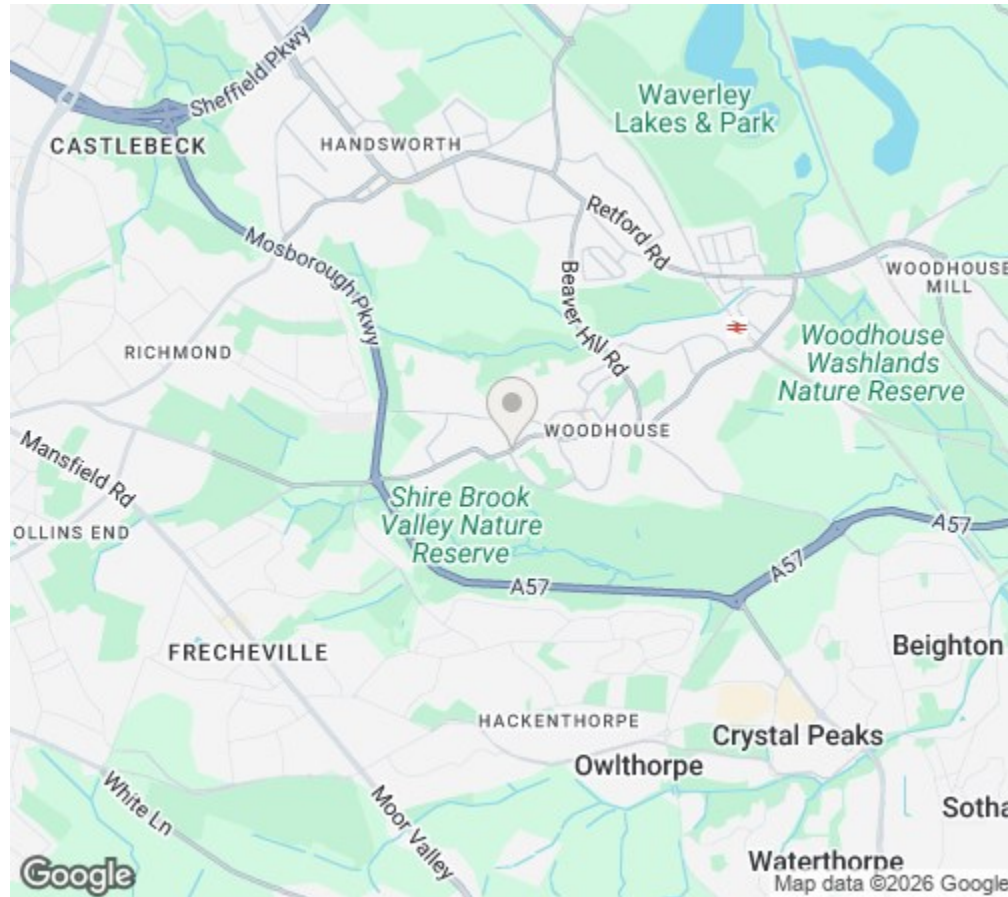 Sheffield Pkwy
CASTLEBECK
HANDSWORTH
Waverley
Lakes & Park
Mosborough Pkwy
Retford Rd
Beaver Hill Rd
WOODHOUSE
MILL
RICHMOND
Woodhouse
Washlands
Nature Reserve
WOODHOUSE
Mansfield Rd
Shire Brook
Valley Nature
Reserve
OLLINS END
A57
A57
A57
FRECHEVILLE
Beighton
HACKENTHORPE
Crystal Peaks
Owlthorpe
White Ln
Moor Valley
Sotha
Waterthorpe
Google
Map data ©2026 Google